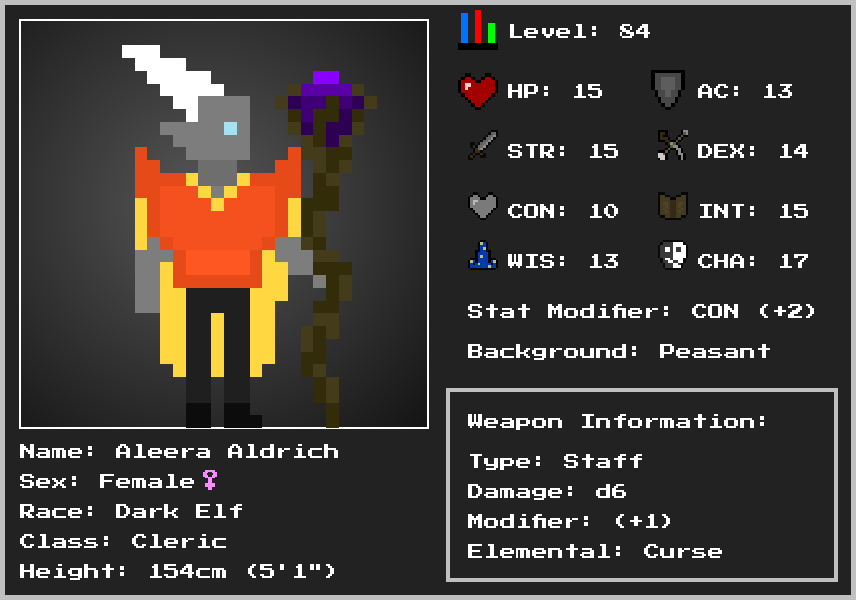 Level: 84
HP: 15
AC: 13
STR: 15
DEX: 14
CON: 10
INT: 15
WIS: 13
CHA: 17
Stat Modifier: CON (+2)
Background: Peasant
Weapon Information:
Type: Staff
Damage: d6
Modifier: (+1)
Elemental: Curse
Name: Aleera Aldrich
Sex: Female♀
Race: Dark Elf
Class: Cleric
Height: 154cm (5'1")